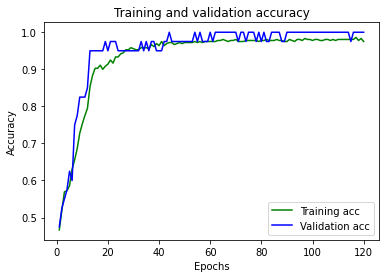 Training and validation accuracy
Accuracy
1.0
0.9
0.8
0.7
0.6
0.5
Training acc
Validation acc
0
20
40
60
80
100
120
Epochs